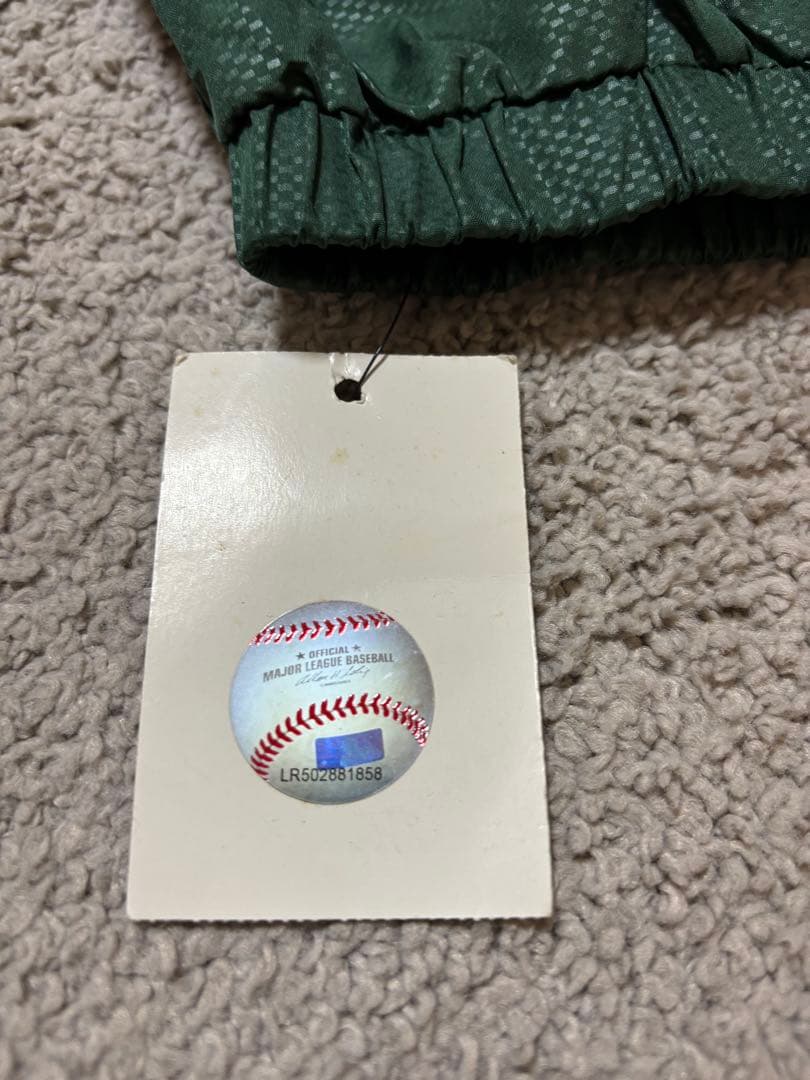 ★ OFFICIAL ★
MAJOR LEAGUE BASEBALL
LR502881858